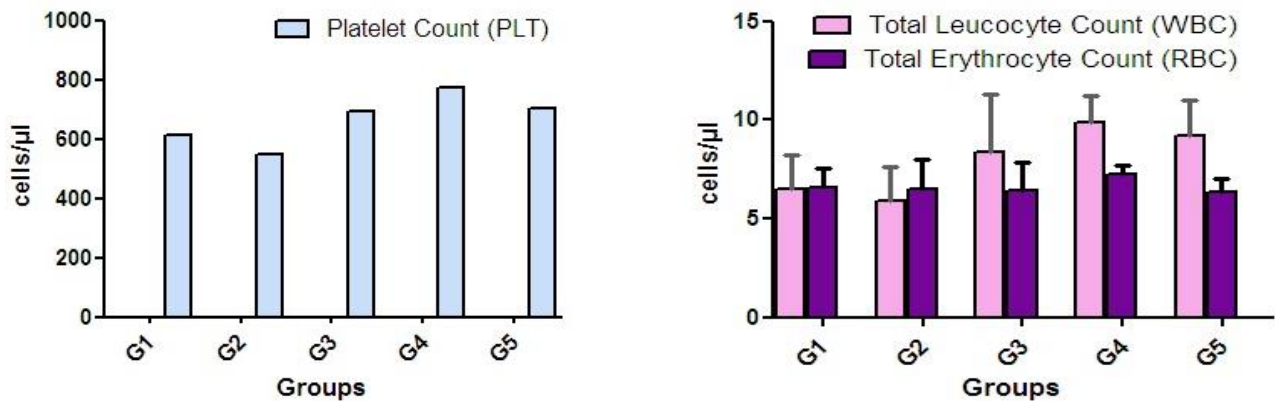 Platelet Count (PLT)
1000
800
600
400
200
0
cells/µl
G1
G2
G3
G4
G5
Groups
Total Leucocyte Count (WBC)
Total Erythrocyte Count (RBC)
15
10
5
0
cells/µl
G1
G2
G3
G4
G5
Groups